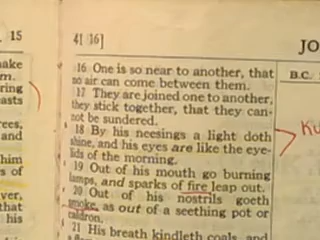 15
ake
m.
ring
asts
rees,
and
him
s of
ver,
that
his
41 [16]
JO
B.C.
16 One is so near to another, that
no air can come between them.
17 They are joined one to another,
they stick together, that they can-
not be sundered.
18 By his neesings a light doth
shine, and his eyes are like the eye-
lids of the morning.
19 Out of his mouth go burning
lamps, and sparks of fire leap out.
20 Out of his nostrils goeth
smoke, as out of a seething pot or
caldron.
21 His breath kindleth coals, and